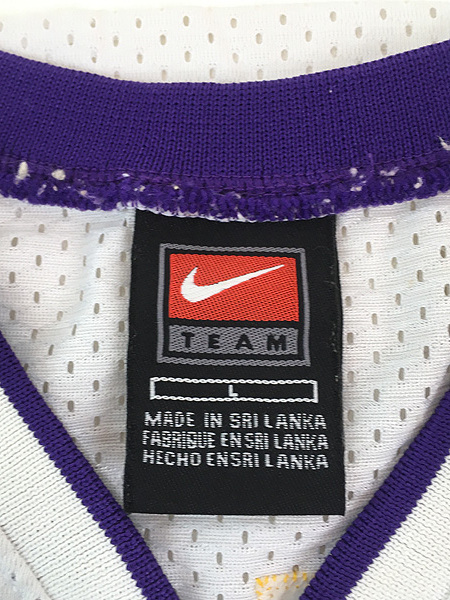 TEAM
L
MADE IN SRI LANKA
FABRIQUE EN SRI LANKA
HECHO EN SRI LANKA